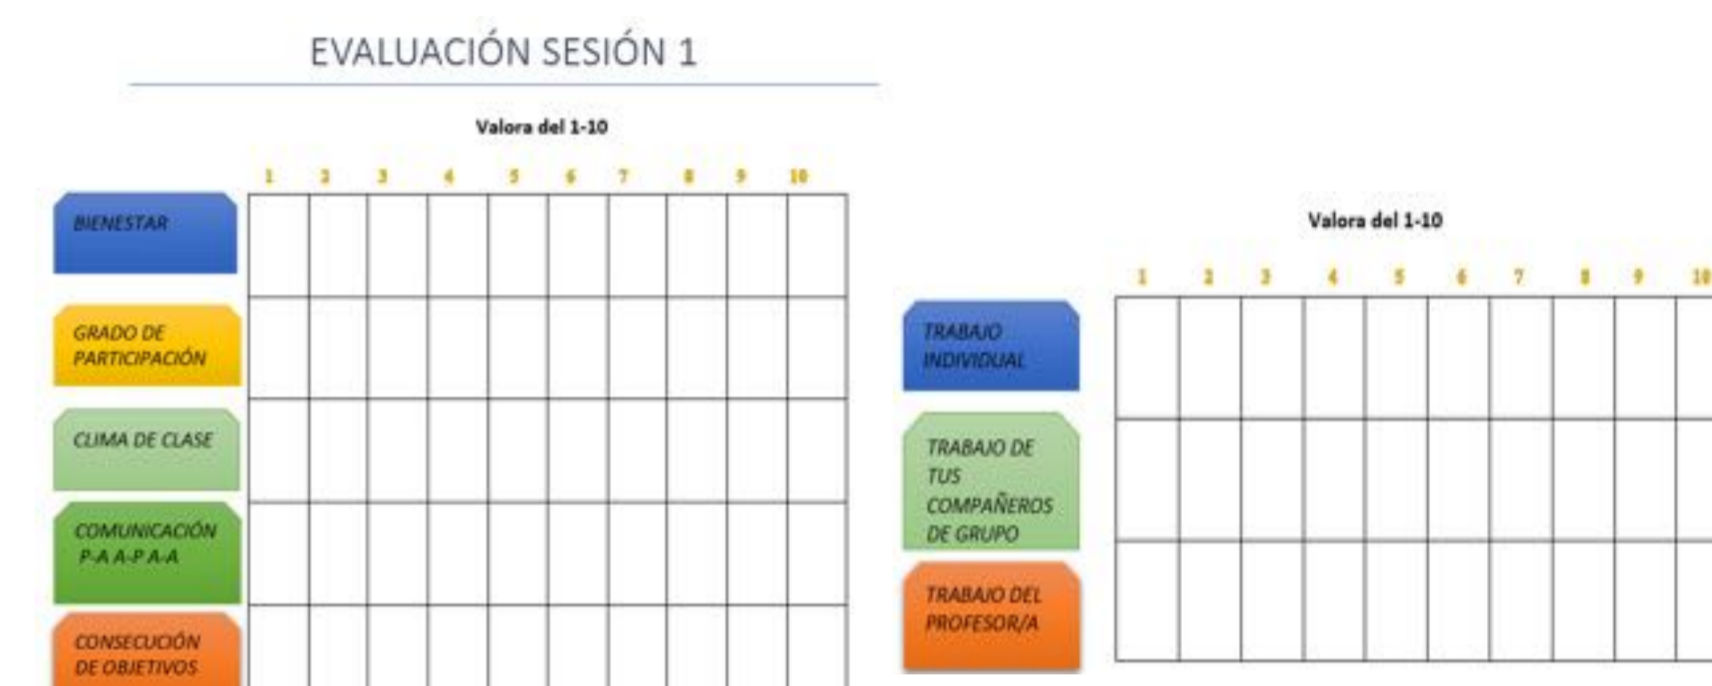 EVALUACIÓN SESIÓN 1
Valora del 1-10
1 2 3 4 5 6 7 8 9 10
BIENESTAR
GRADO DE
PARTICIPACIÓN
CLIMA DE CLASE
COMUNICACIÓN
P-A A-P A-A
CONSECUCIÓN
DE OBJETIVOS
Valora del 1-10
1 2 3 4 5 6 7 8 9 10
TRABAJO
INDIVIDUAL
TRABAJO DE
TUS
COMPAÑEROS
DE GRUPO
TRABAJO DEL
PROFESOR/A